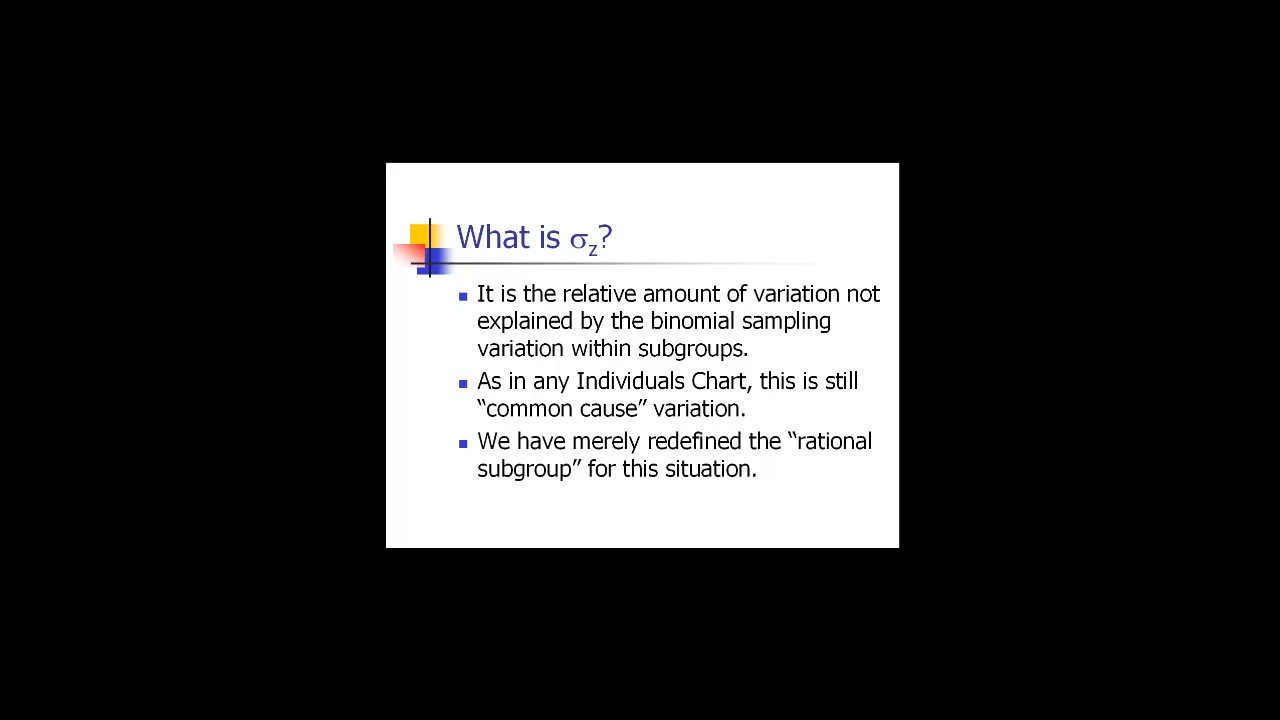 What is σz?
It is the relative amount of variation not
explained by the binomial sampling
variation within subgroups.
As in any Individuals Chart, this is still
“common cause” variation.
We have merely redefined the “rational
subgroup” for this situation.